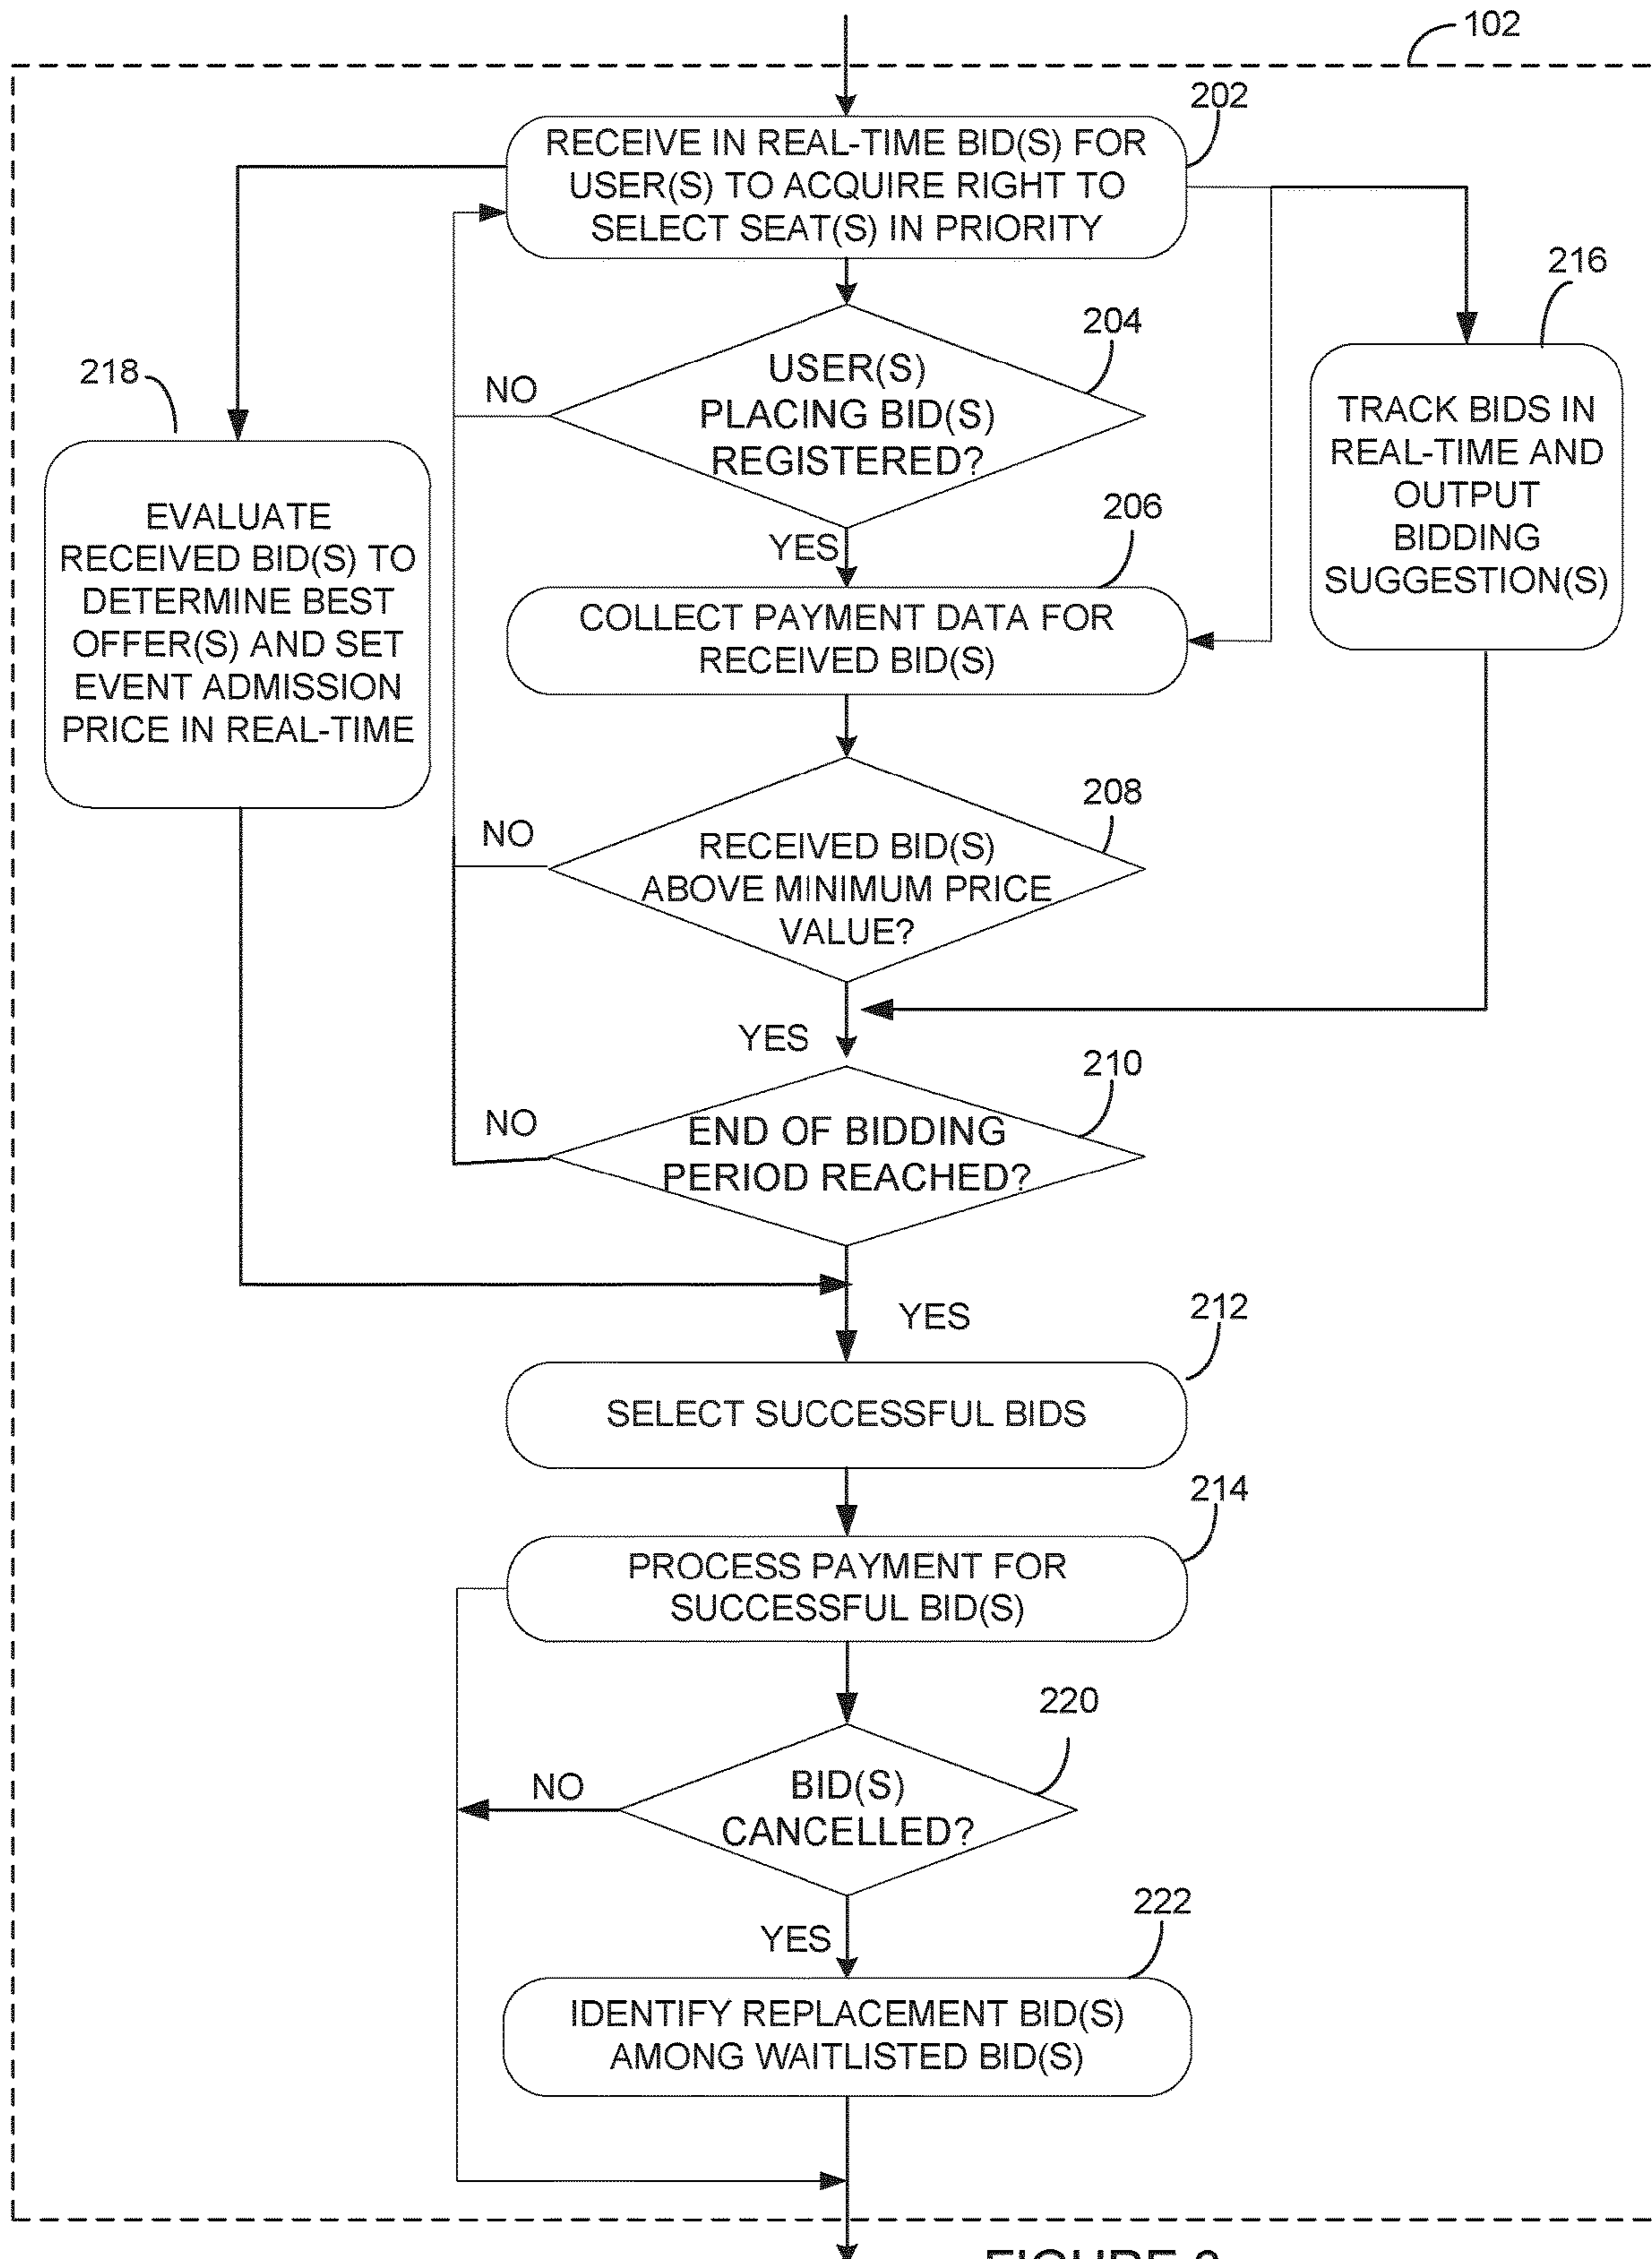 102
202
RECEIVE IN REAL-TIME BID(S) FOR
USER(S) TO ACQUIRE RIGHT TO
SELECT SEAT(S) IN PRIORITY
216
204
USER(S)
PLACING BID(S)
REGISTERED?
NO
218
TRACK BIDS IN
REAL-TIME AND
OUTPUT
BIDDING
SUGGESTION(S)
EVALUATE
RECEIVED BID(S) TO
DETERMINE BEST
OFFER(S) AND SET
EVENT ADMISSION
PRICE IN REAL-TIME
YES
206
COLLECT PAYMENT DATA FOR
RECEIVED BID(S)
208
NO
RECEIVED BID(S)
ABOVE MINIMUM PRICE
VALUE?
YES
210
NO
END OF BIDDING
PERIOD REACHED?
YES
212
SELECT SUCCESSFUL BIDS
214
PROCESS PAYMENT FOR
SUCCESSFUL BID(S)
220
NO
BID(S)
CANCELLED?
YES
222
IDENTIFY REPLACEMENT BID(S)
AMONG WAITLISTED BID(S)